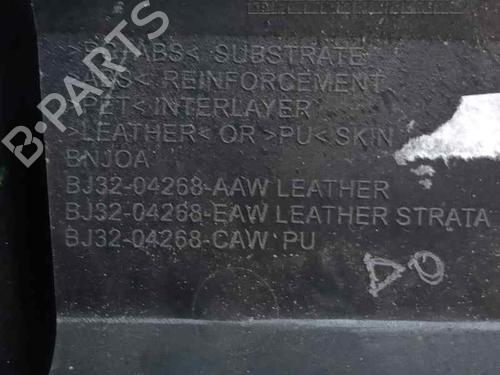 >PC/ABS< SUBSTRATE
>ABS< REINFORCEMENT
>PET< INTERLAYER
>LEATHER< OR >PU< SKIN
BNJOA
BJ32-04268-AAW LEATHER
BJ32-04268-EAW LEATHER STRATA
BJ32-04268-CAW PU
B-PARTS